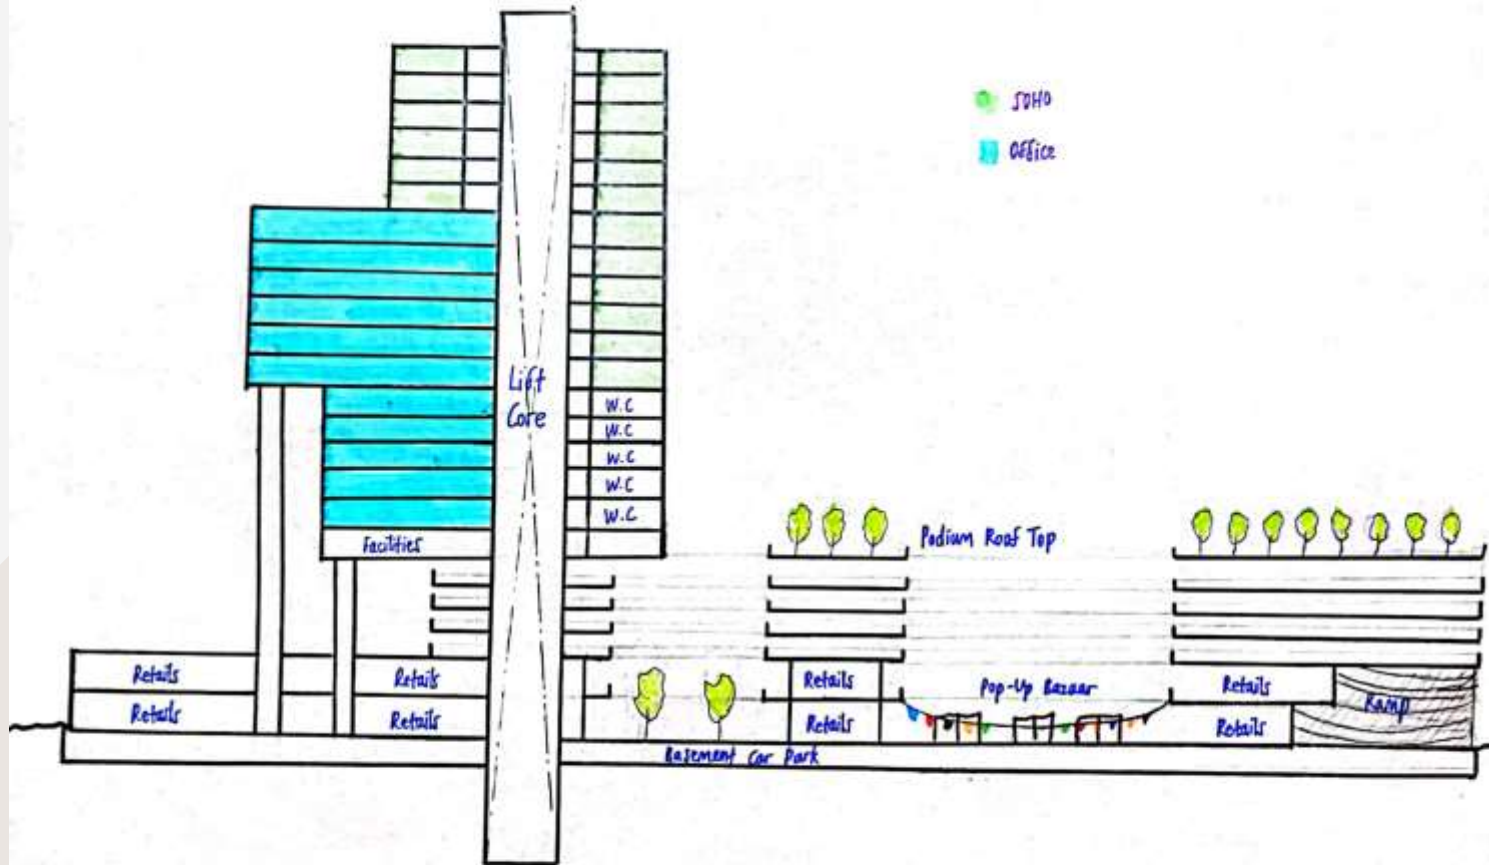 SOHO
Office
Lift
Core
W.C
W.C
W.C
W.C
W.C
Facilities
Podium Roof Top
Retails
Retails
Retails
Pop-Up Bazaar
Retails
Ramp
Retails
Retails
Retails
Retails
Basement Car Park